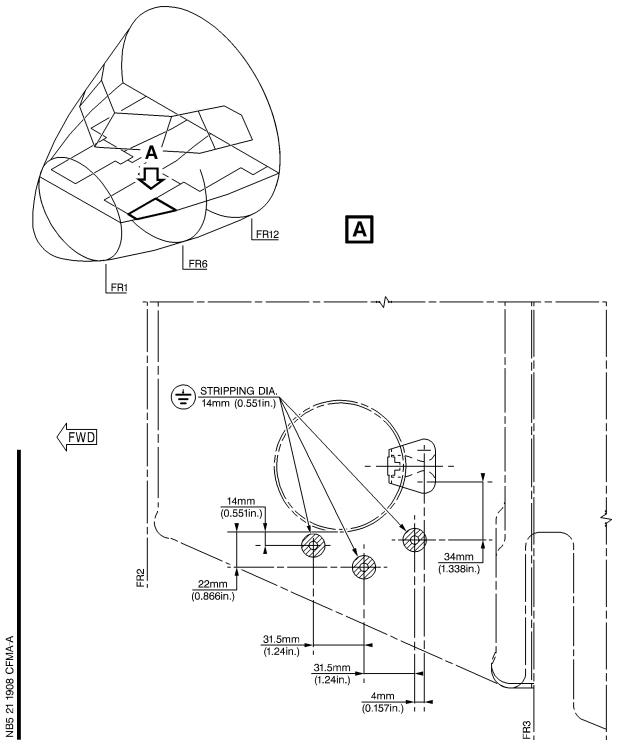 A
FR12
FR6
FR1
A
STRIPPING DIA.
14mm (0.551in.)
FWD
14mm
(0.551in.)
22mm
(0.866in.)
34mm
(1.338in.)
FR2
31.5mm
(1.24in.)
31.5mm
(1.24in.)
4mm
(0.157in.)
FR3
NB5 21 1908 CFMA-A